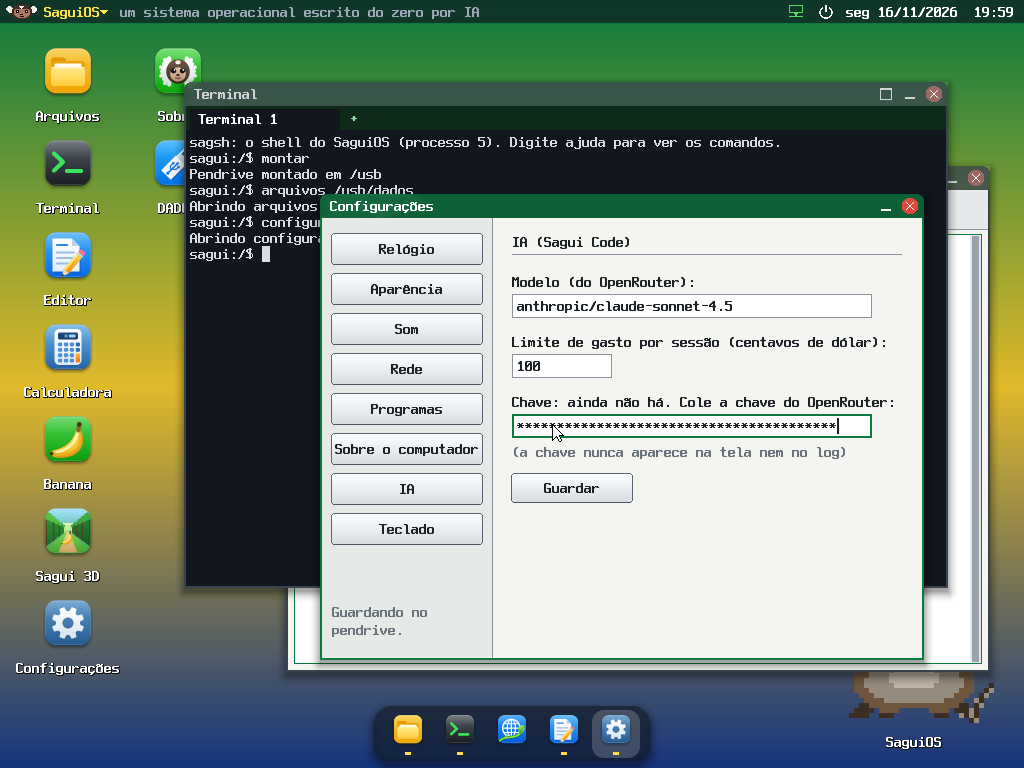 SaguiOS
um sistema operacional escrito do zero por IA
seg 16/11/2026
19:59
Arquivos
Terminal
Editor
Calculadora
Banana
Sagui 3D
Configurações
Terminal
Terminal 1
+
sagsh: o shell do SaguiOS (processo 5). Digite ajuda para ver os comandos.
sagui:/$ montar
Pendrive montado em /usb
sagui:/$ arquivos /usb/dados
Abrindo arquivos
sagui:/$
Abrindo
sagui:/$
Configurações
Relógio
Aparência
Som
Rede
Programas
Sobre o computador
IA
Teclado
Guardando no
pendrive.
IA (Sagui Code)
Modelo (do OpenRouter):
anthropic/claude-sonnet-4.5
Limite de gasto por sessão (centavos de dólar):
100
Chave: ainda não há. Cole a chave do OpenRouter:
****************************************
(a chave nunca aparece na tela nem no log)
Guardar
SaguiOS